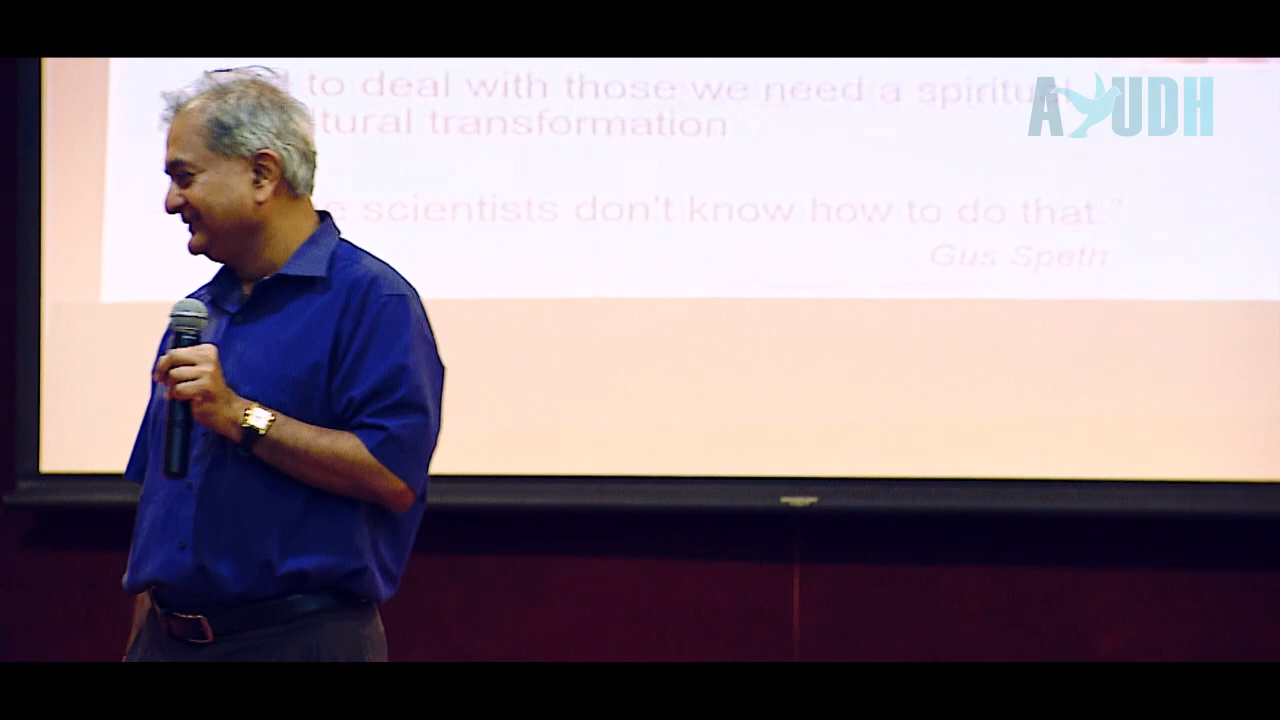 to deal with those we need a spiritual
tural transformation
scientists don't know how to do that."
Gus Speth
AYUDH